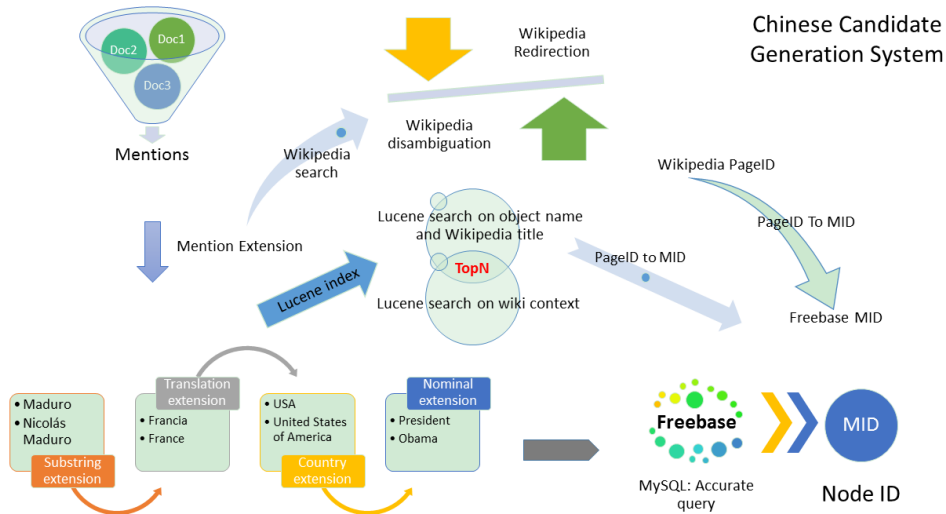 Chinese Candidate
Generation System
Doc1
Doc2
Doc3
Mentions
Wikipedia
Redirection
Wikipedia
disambiguation
Wikipedia
search
Mention Extension
Wikipedia PageID
PageID To MID
Freebase MID
Lucene search on object name
and Wikipedia title
TopN
Lucene search on wiki context
PageID to MID
Lucene index
Maduro
Nicolás
Maduro
Substring
extension
Translation
extension
Francia
France
USA
United States
of America
Country
extension
Nominal
extension
President
Obama
Freebase
MySQL: Accurate
query
MID
Node ID